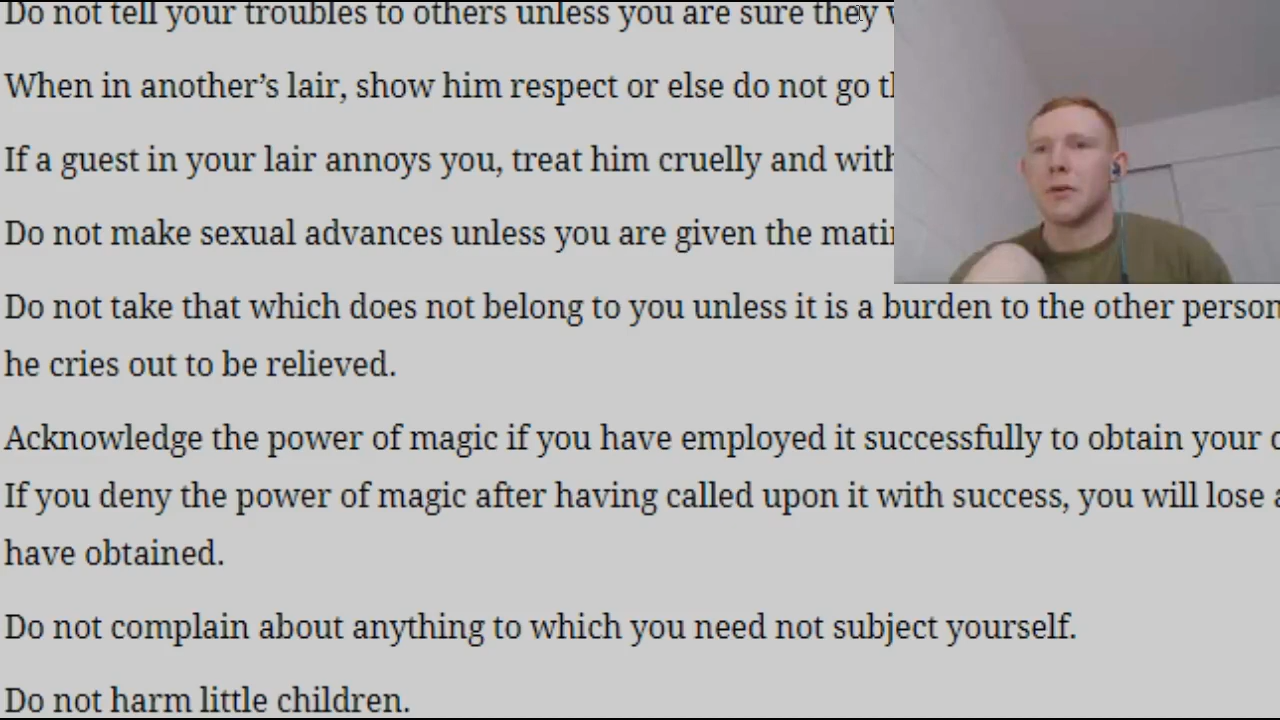 Do not tell your troubles to others unless you are sure they
When in another’s lair, show him respect or else do not go
If a guest in your lair annoys you, treat him cruelly and with
Do not make sexual advances unless you are given the
Do not take that which does not belong to you unless it is a burden to the other person
he cries out to be relieved.
Acknowledge the power of magic if you have employed it successfully to obtain your
If you deny the power of magic after having called upon it with success, you will lose
have obtained.
Do not complain about anything to which you need not subject yourself.
Do not harm little children.